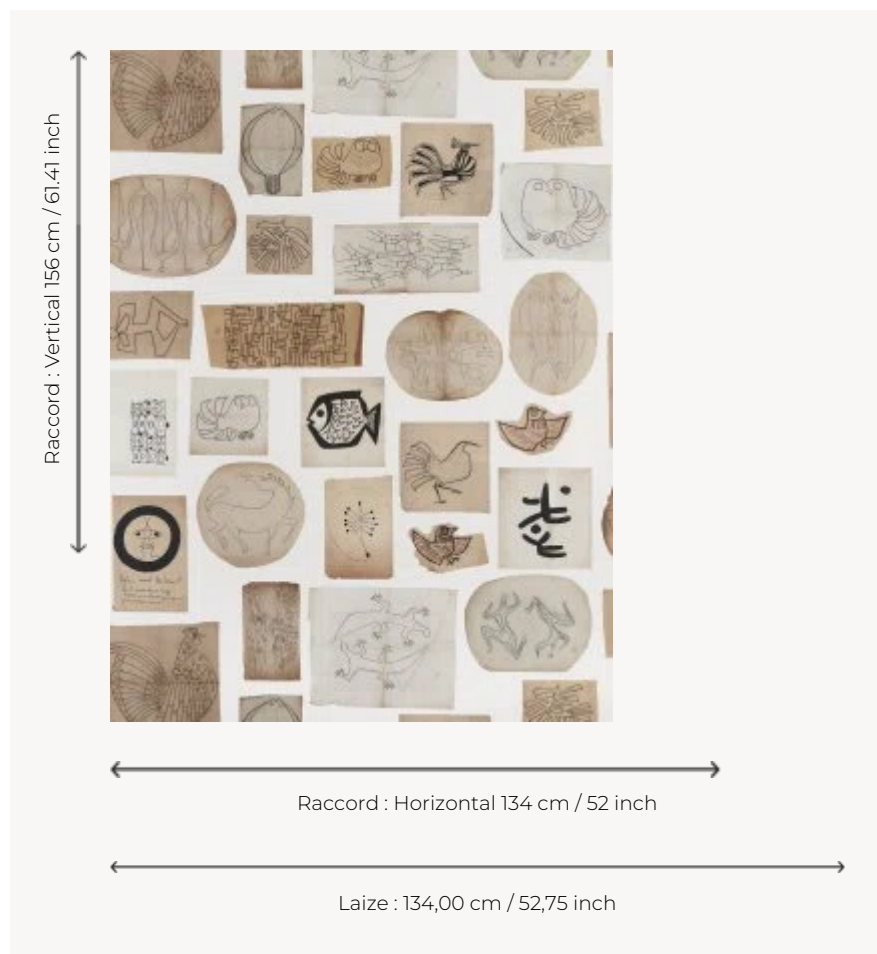 Raccord : Vertical 156 cm / 61.41 inch
Raccord : Horizontal 134 cm / 52 inch
Laize : 134,00 cm / 52,75 inch